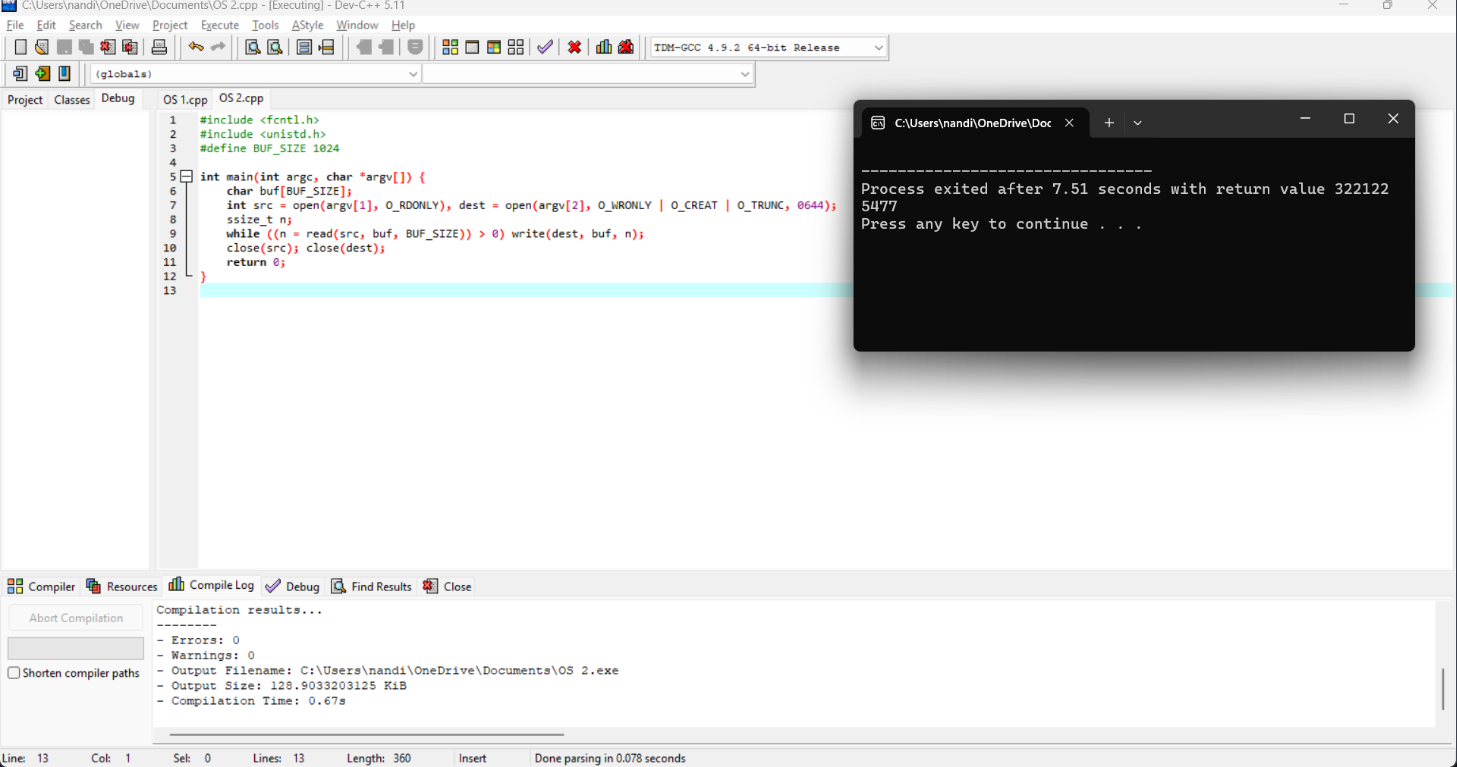 C:\Users\nandi\OneDrive\Documents\OS 2.cpp - [Executing] - Dev-C++ 5.11
File Edit Search View Project Execute Tools AStyle Window Help
TDM-GCC 4.9.2 64-bit Release
(globals)
Project Classes Debug OS 1.cpp OS 2.cpp
1 #include <fcntl.h>
2 #include <unistd.h>
3 #define BUF_SIZE 1024
4
5 int main(int argc, char *argv[]) {
6 char buf[BUF_SIZE];
7 int src = open(argv[1], O_RDONLY), dest = open(argv[2], O_WRONLY | O_CREAT | O_TRUNC, 0644);
8 ssize_t n;
9 while ((n = read(src, buf, BUF_SIZE)) > 0) write(dest, buf, n);
10 close(src); close(dest);
11 return 0;
12 }
13
C:\Users\nandi\OneDrive\Doc
--------------------------------
Process exited after 7.51 seconds with return value 322122
5477
Press any key to continue . . .
Compiler Resources Compile Log Debug Find Results Close
Abort Compilation
Shorten compiler paths
Compilation results...
--------
- Errors: 0
- Warnings: 0
- Output Filename: C:\Users\nandi\OneDrive\Documents\OS 2.exe
- Output Size: 128.9033203125 KiB
- Compilation Time: 0.67s
Line: 13 Col: 1 Sel: 0 Lines: 13 Length: 360 Insert Done parsing in 0.078 seconds